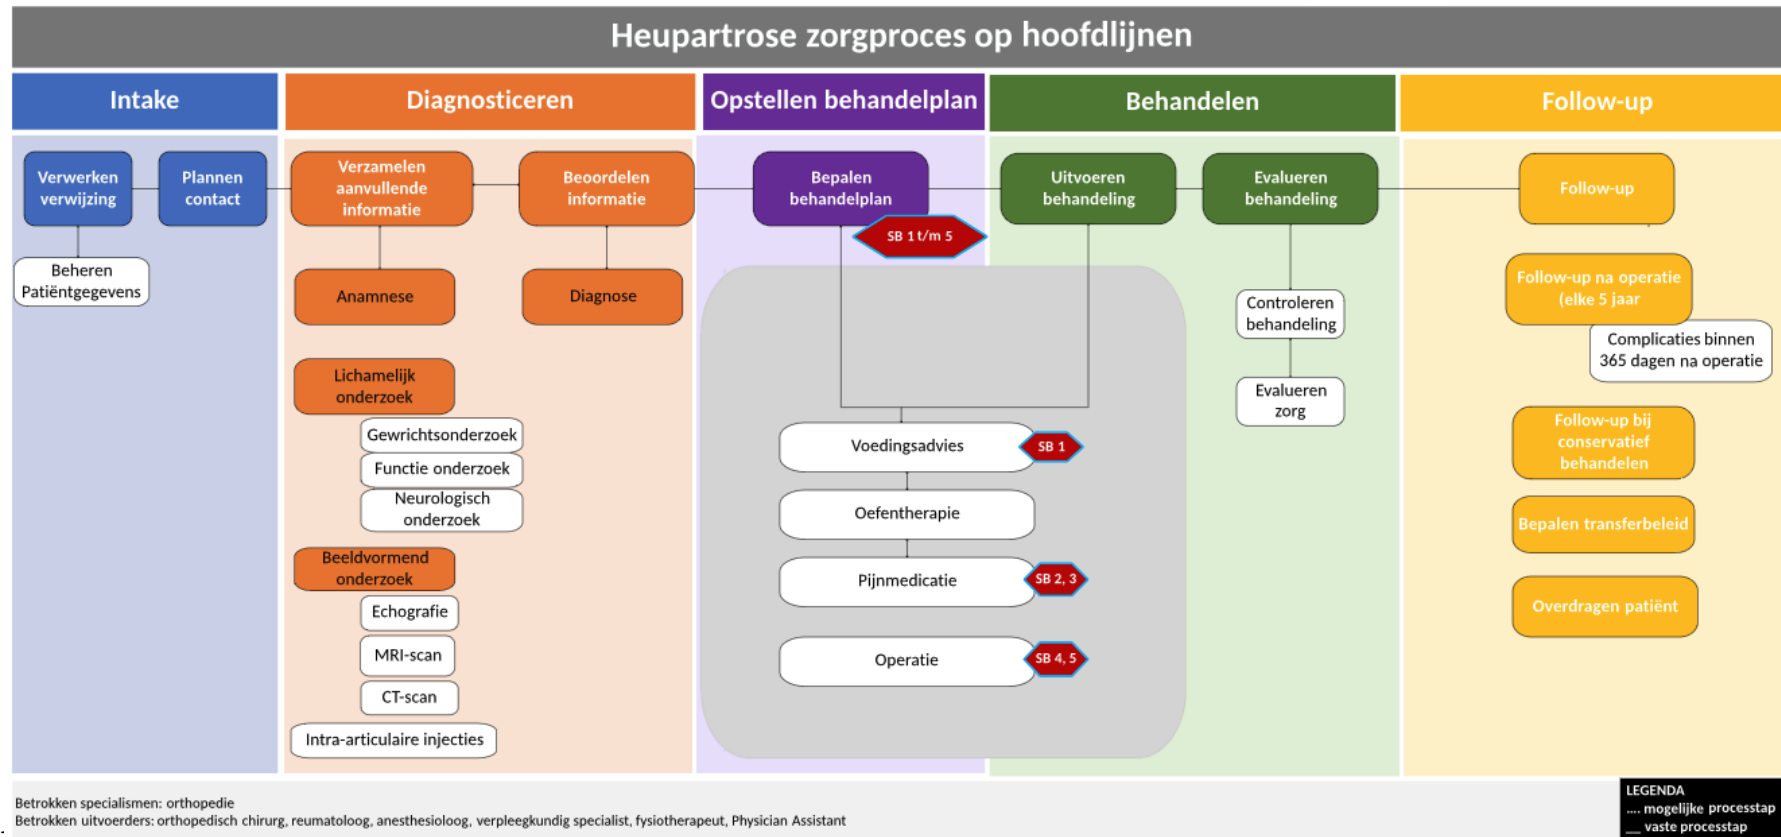 Heupartrose zorgproces op hoofdlijnen
Intake
Diagnosticeren
Opstellen behandelplan
Behandelen
Follow-up
Verwerken
verwijzing
Plannen
contact
Beheren
Patiëntgegevens
Verzamelen
aanvullende
informatie
Beoordelen
informatie
Anamnese
Diagnose
Lichamelijk
onderzoek
Gewrichtsonderzoek
Functie onderzoek
Neurologisch
onderzoek
Beeldvormend
onderzoek
Echografie
MRI-scan
CT-scan
Intra-articulaire injecties
Bepalen
behandelplan
SB 1 t/m 5
Uitvoeren
behandeling
Evalueren
behandeling
Voedingsadvies
SB 1
Oefentherapie
Pijnmedicatie
SB 2, 3
Operatie
SB 4, 5
Controleren
behandeling
Evalueren
zorg
Follow-up
Follow-up na operatie
(elke 5 jaar
Complicaties binnen
365 dagen na operatie
Follow-up bij
conservatief
behandelen
Bepalen transferbeleid
Overdragen patiënt
Betrokken specialismen: orthopedie
Betrokken uitvoerders: orthopedisch chirurg, reumatoloog, anesthesioloog, verpleegkundig specialist, fysiotherapeut, Physician Assistant
LEGENDA
.... mogelijke processtap
__ vaste processtap